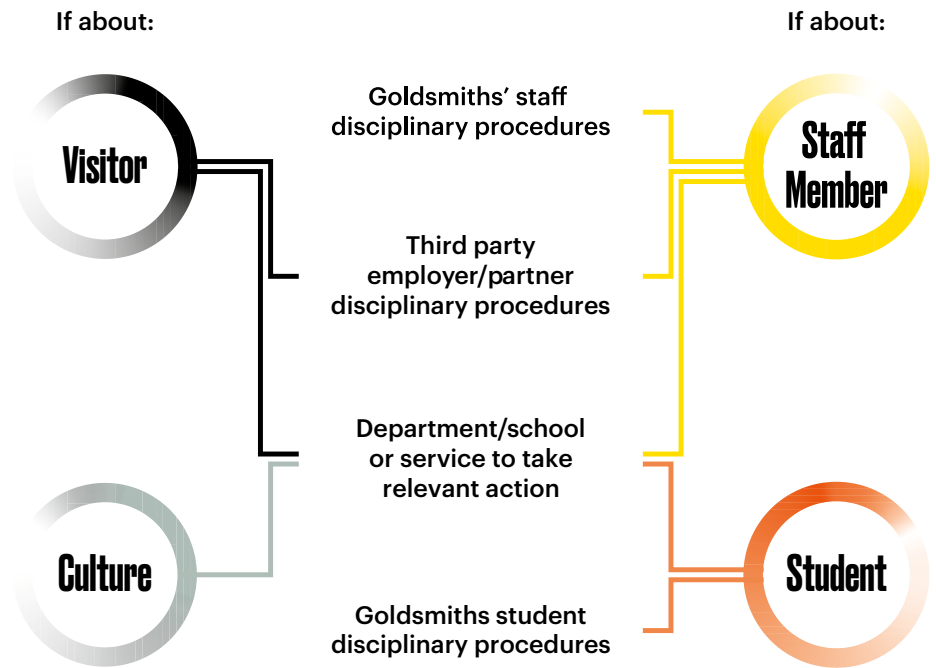 If about:
If about:
Visitor
Goldsmiths’ staff
disciplinary procedures
Staff
Member
Third party
employer/partner
disciplinary procedures
Department/school
or service to take
relevant action
Culture
Student
Goldsmiths student
disciplinary procedures